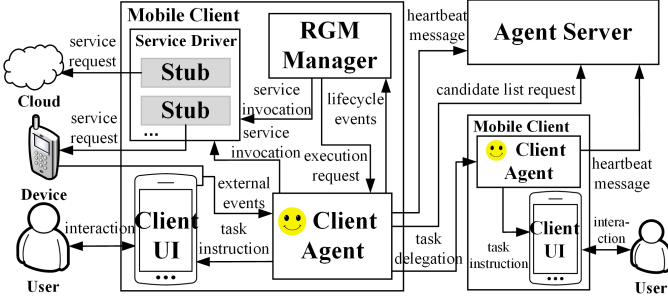 Mobile Client
Service Driver
Stub
Stub
...
RGM
Manager
Agent Server
heartbeat
message
service
request
Cloud
service
request
Device
service
invocation
service
invocation
lifecycle
events
execution
request
candidate list request
external
events
Client
UI
task
instruction
Client
Agent
interaction
User
task
delegation
Mobile Client
Client
Agent
heartbeat
message
task
instruction
Client
UI
intera-
ction
User